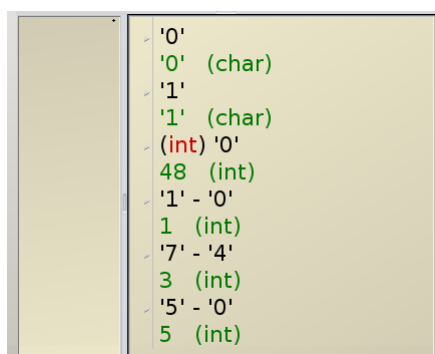 '0'
'0' (char)
'1'
'1' (char)
(int) '0'
48 (int)
'1' - '0'
1 (int)
'7' - '4'
3 (int)
'5' - '0'
5 (int)